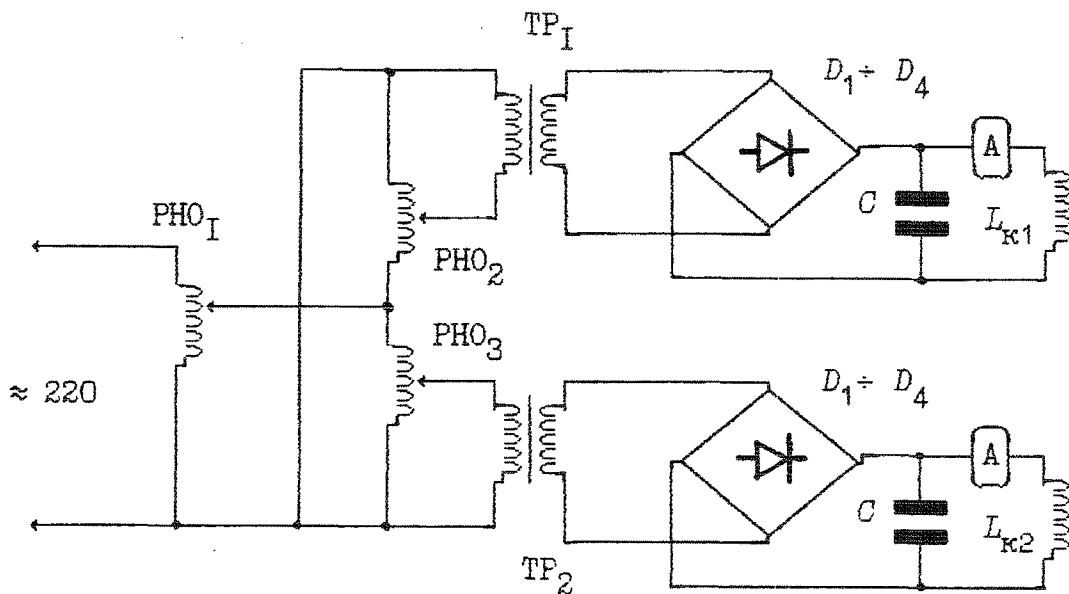 TP_I
D_1 ÷ D_4
PHO_I
PHO_2
A
C
L_к1
PHO_3
≈ 220
D_1 ÷ D_4
A
C
L_к2
TP_2